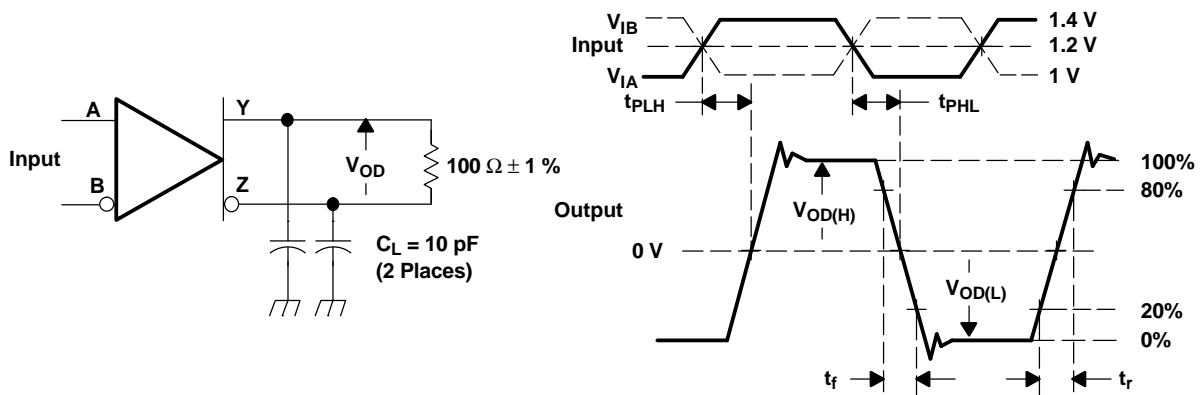 A
Y
Input
B
Z
V_OD
100 Ω ± 1 %
C_L = 10 pF
(2 Places)
V_IB
1.4 V
Input
1.2 V
V_IA
1 V
t_PLH
t_PHL
100%
80%
Output
V_OD(H)
0 V
V_OD(L)
20%
0%
t_f
t_r